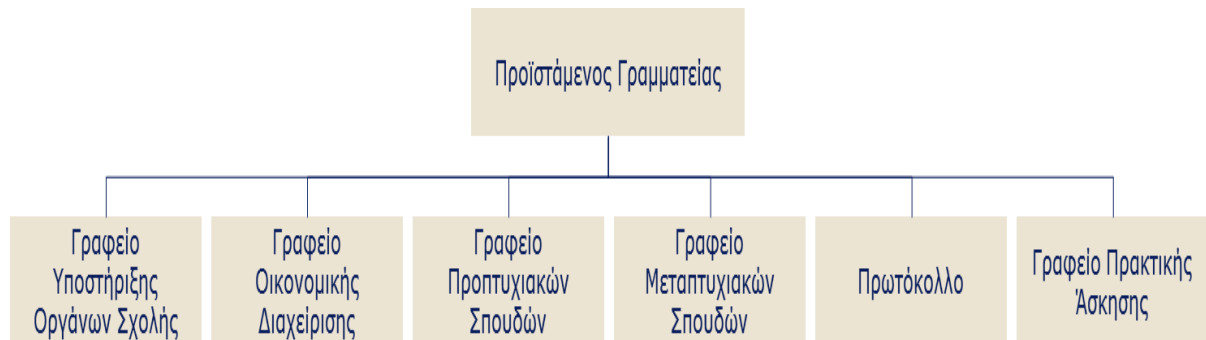 Προϊστάμενος Γραμματείας
Γραφείο
Υποστήριξης
Οργάνων Σχολής
Γραφείο
Οικονομικής
Διαχείρισης
Γραφείο
Προπτυχιακών
Σπουδών
Γραφείο
Μεταπτυχιακών
Σπουδών
Πρωτόκολλο
Γραφείο Πρακτικής
Άσκησης